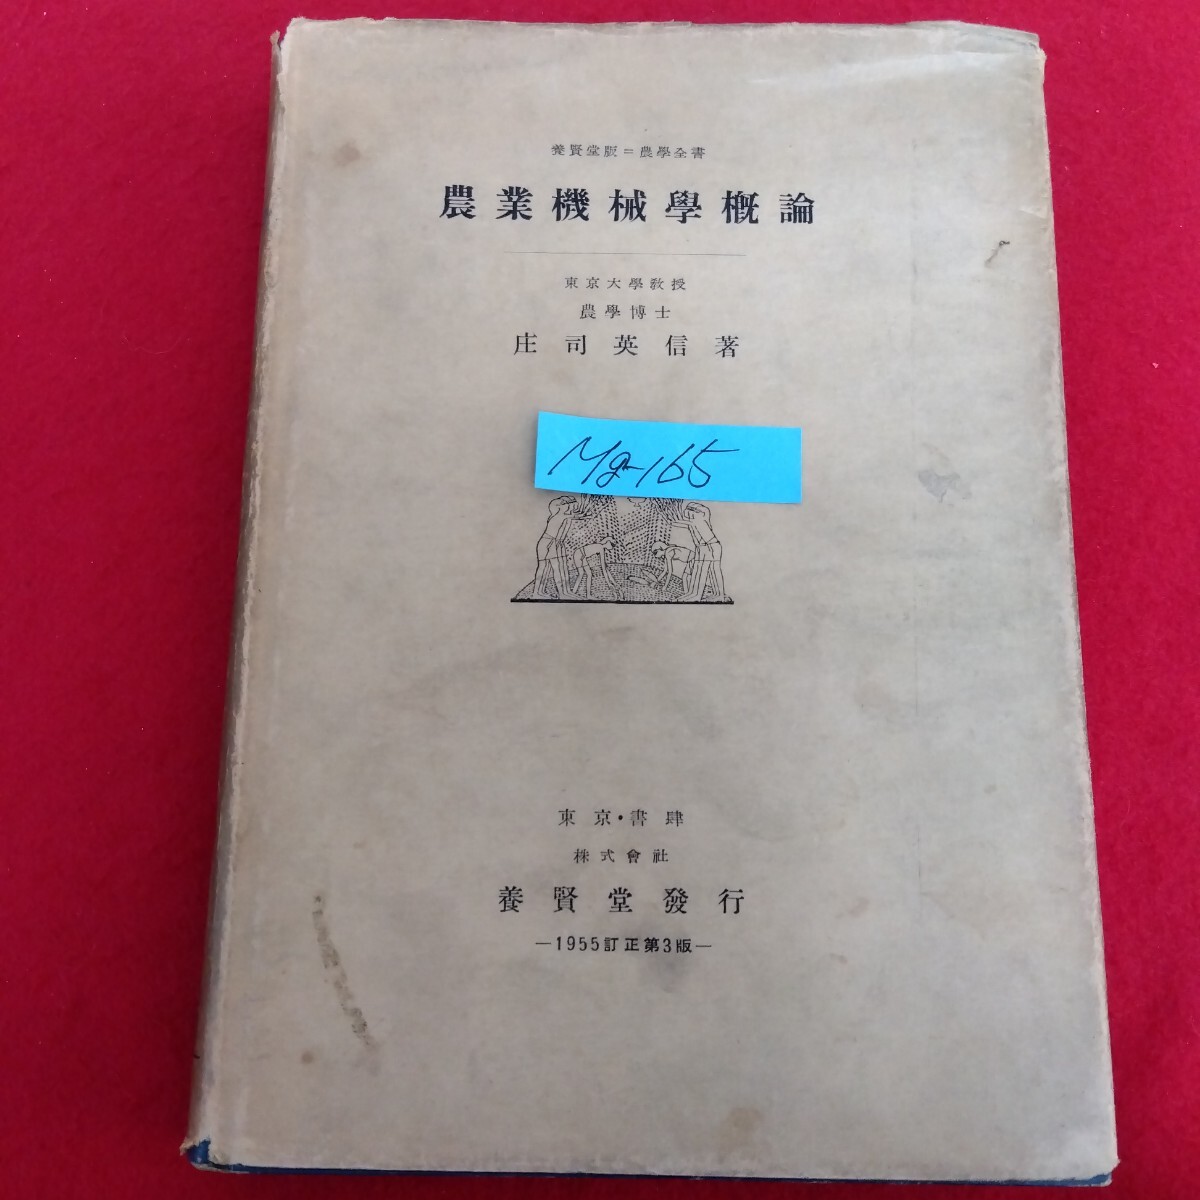 養賢堂版=農學全書
農業機械學概論
東京大學敎授
農學博士
庄司英信著
Mg-165
東京・書肆
株式會社
養賢堂發行
—1955訂正第3版—